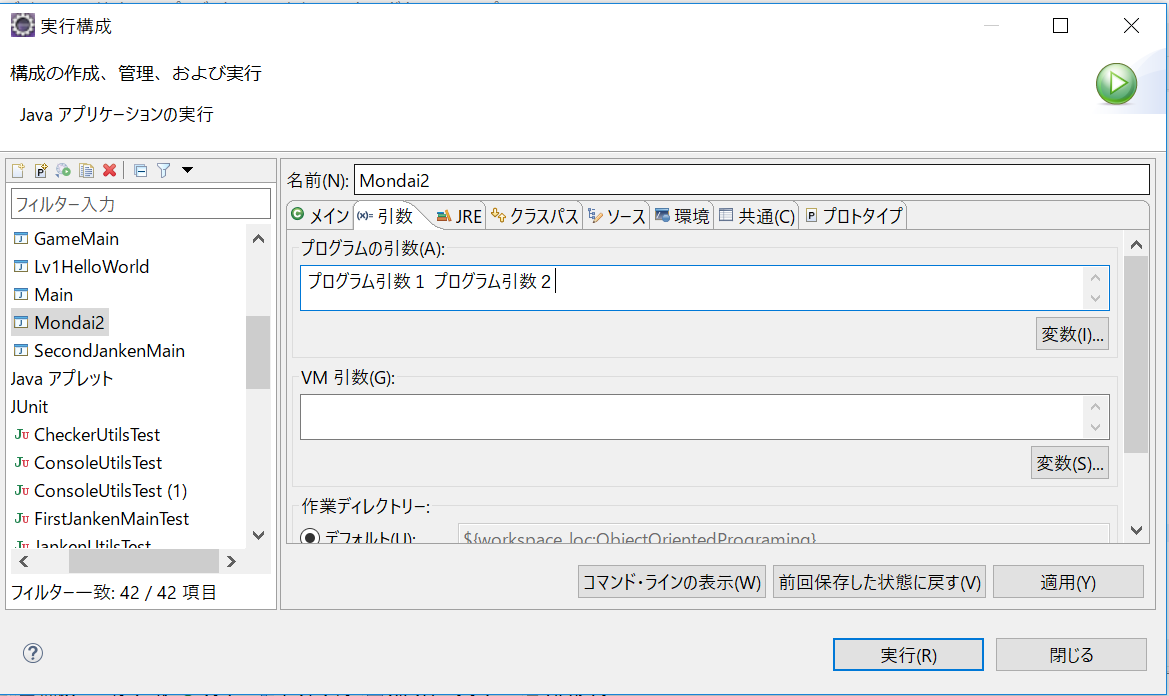 実行構成
構成の作成、管理、および実行
Java アプリケーションの実行
フィルター入力
GameMain
Lv1HelloWorld
Main
Mondai2
SecondJankenMain
Java アプレット
JUnit
CheckerUtilsTest
ConsoleUtilsTest
ConsoleUtilsTest (1)
FirstJankenMainTest
JankenUtilsTest
フィルター一致: 42 / 42 項目
名前(N): Mondai2
メイン (x)= 引数 JRE クラスパス ソース 環境 共通(C) プロトタイプ
プログラムの引数(A):
プログラム引数１ プログラム引数２
変数(I)...
VM 引数(G):
変数(S)...
作業ディレクトリー:
デフォルト(U): ${workspace_loc:ObjectOrientedPrograming}
コマンド・ラインの表示(W) 前回保存した状態に戻す(V) 適用(Y)
実行(R) 閉じる